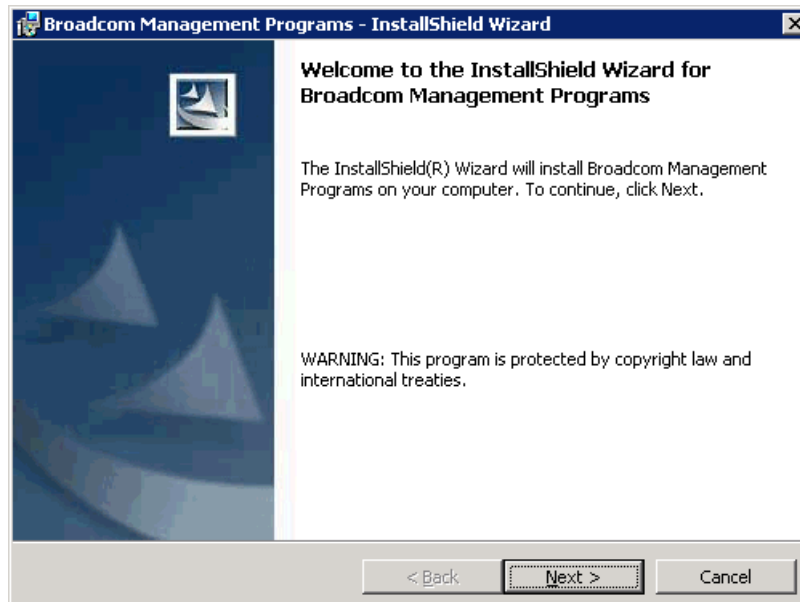 Broadcom Management Programs - InstallShield Wizard
Welcome to the InstallShield Wizard for
Broadcom Management Programs
The InstallShield(R) Wizard will install Broadcom Management
Programs on your computer. To continue, click Next.
WARNING: This program is protected by copyright law and
international treaties.
< Back
Next >
Cancel